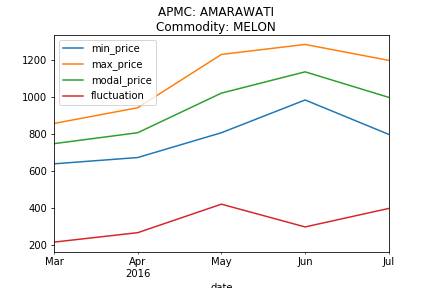 APMC: AMARAWATI
Commodity: MELON
min_price
max_price
modal_price
fluctuation
1200
1000
800
600
400
200
Mar
Apr
May
Jun
Jul
2016
date